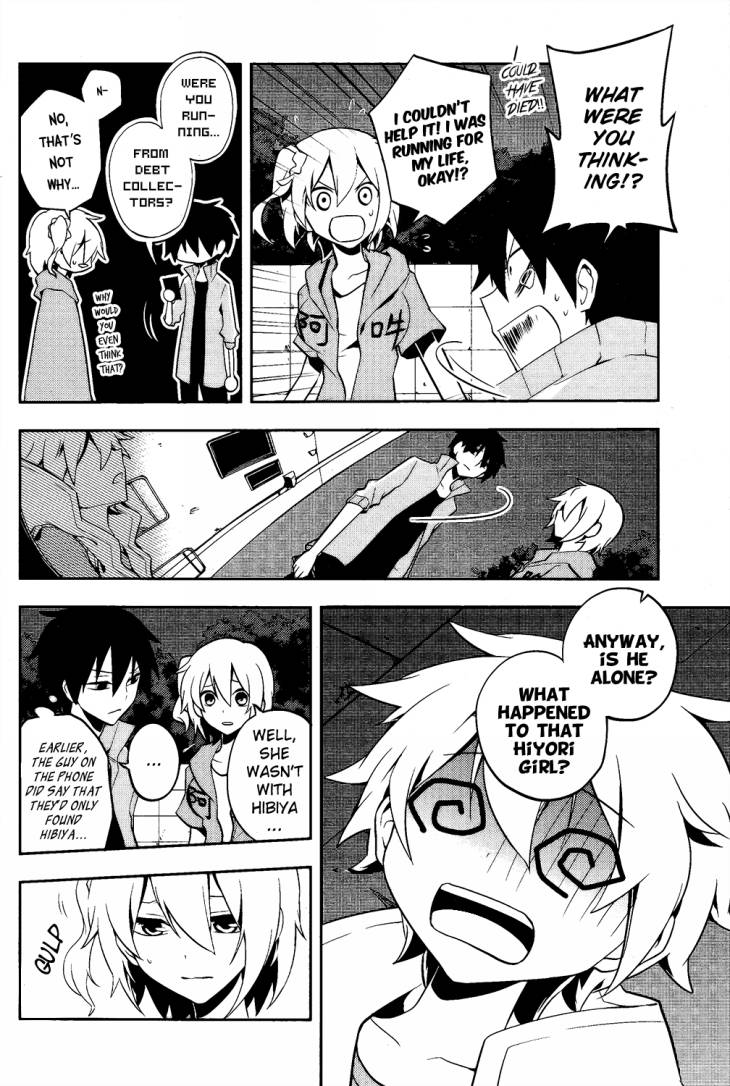 WHAT
WERE
YOU
THINK-
ING!?
COULD
HAVE
DIED!!
I COULDN'T
HELP IT! I WAS
RUNNING FOR
MY LIFE,
OKAY!?
阿
吽
WERE
YOU
RUN-
NING...
FROM
DEBT
COLLEC-
TORS?
N-
NO,
THAT'S
NOT
WHY...
WHY
WOULD
YOU
EVEN
THINK
THAT?
ANYWAY,
IS HE
ALONE?
WHAT
HAPPENED
TO THAT
HIYORI
GIRL?
WELL,
SHE
WASN'T
WITH
HIBIYA
...
...
EARLIER,
THE GUY ON
THE PHONE
DID SAY THAT
THEY'D ONLY
FOUND
HIBIYA...
阿
GULP